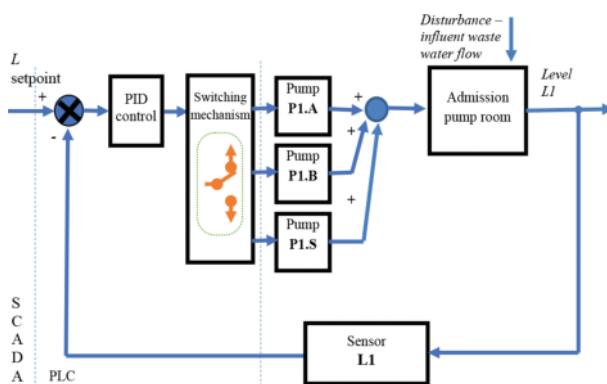 Disturbance –
influent waste
water flow
L
setpoint
+
-
PID
control
Switching
mechanism
Pump
P1.A
Pump
P1.B
Pump
P1.S
+
+
+
Admission
pump room
Level
L1
Sensor
L1
S
C
A
D
A
PLC